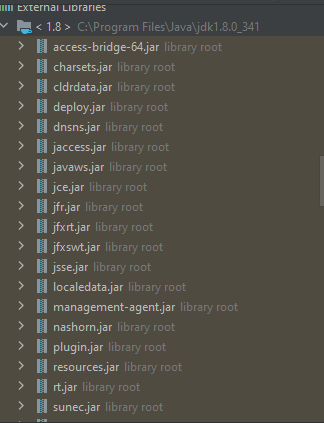 External Libraries
< 1.8 > C:\Program Files\Java\jdk1.8.0_341
access-bridge-64.jar library root
charsets.jar library root
cldrdata.jar library root
deploy.jar library root
dnsns.jar library root
jaccess.jar library root
javaws.jar library root
jce.jar library root
jfr.jar library root
jfxrt.jar library root
jfxswt.jar library root
jsse.jar library root
localedata.jar library root
management-agent.jar library root
nashorn.jar library root
plugin.jar library root
resources.jar library root
rt.jar library root
sunec.jar library root